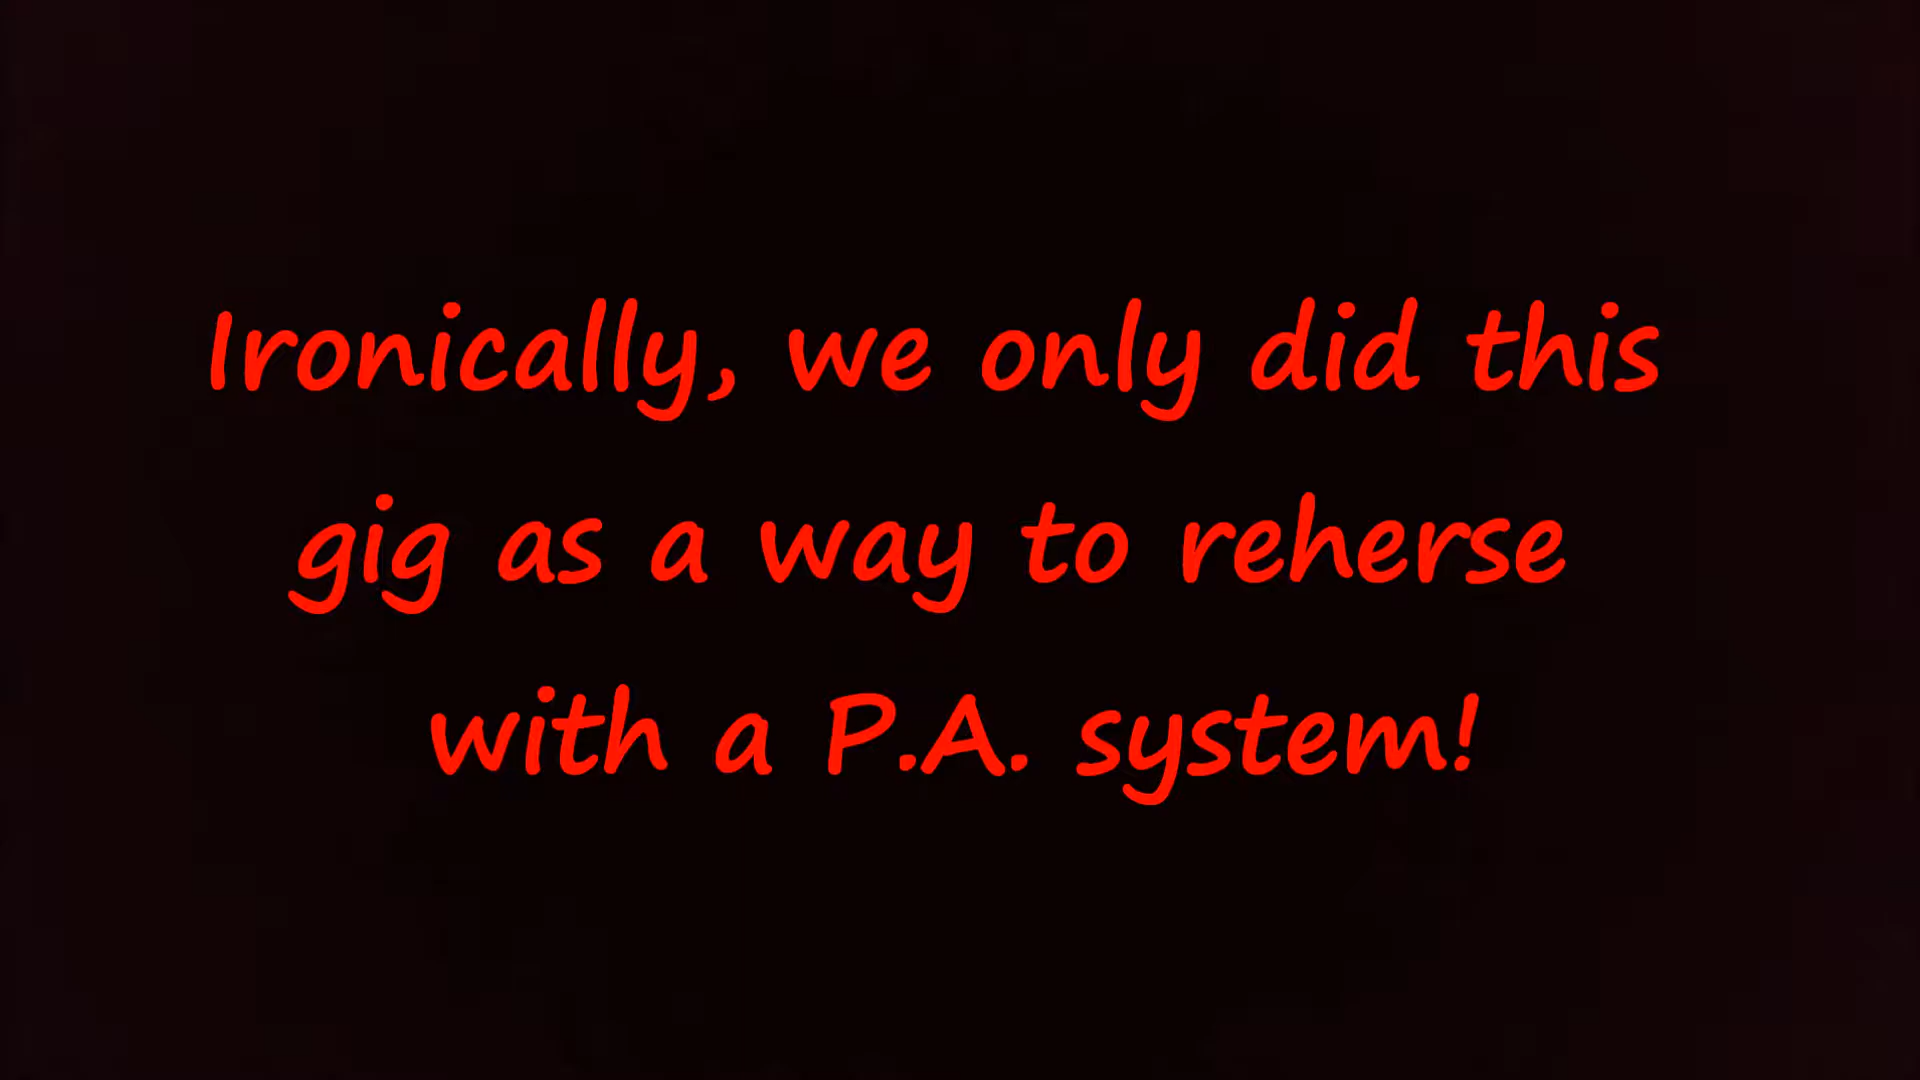 Ironically, we only did this
gig as a way to reherse
with a P.A. system!